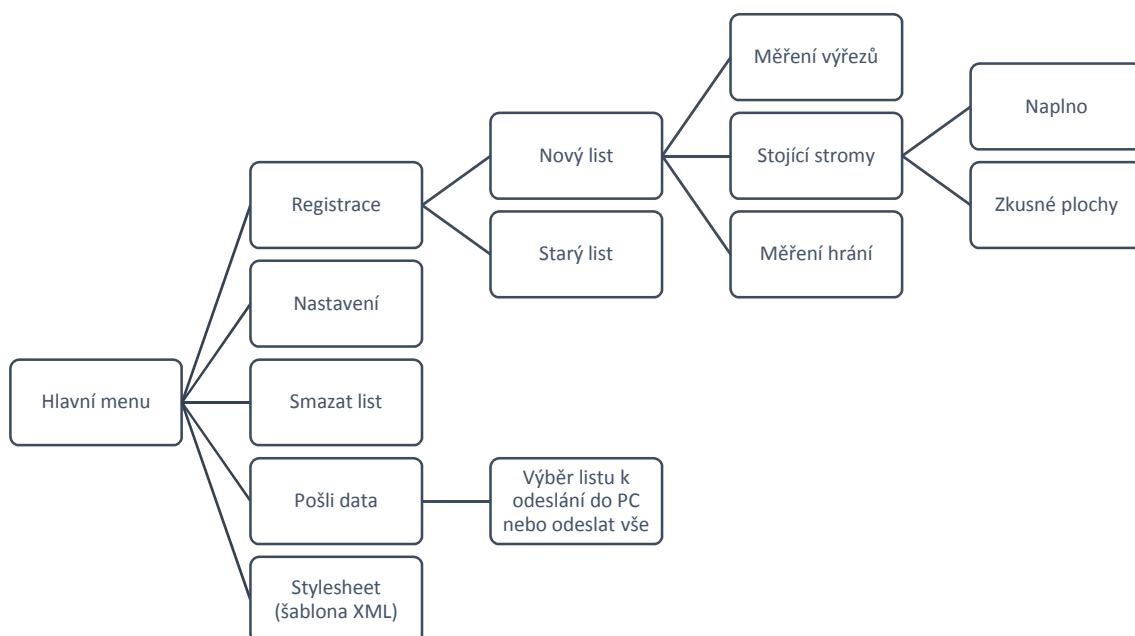 Hlavní menu
Registrace
Nový list
Měření výřezů
Stojící stromy
Naplno
Zkusné plochy
Měření hrání
Starý list
Nastavení
Smazat list
Pošli data
Výběr listu k
odeslání do PC
nebo odeslat vše
Stylesheet
(šablona XML)